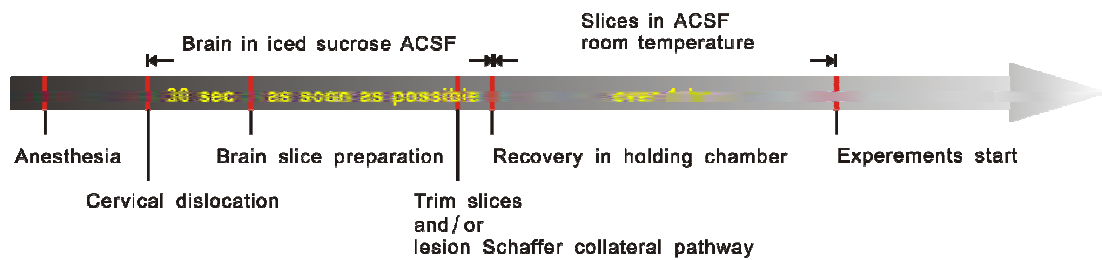 Slices in ACSF
room temperature
Brain in iced sucrose ACSF
30 sec as soon as possible over
Anesthesia Brain slice preparation Recovery in holding chamber Experements start
Cervical dislocation Trim slices
and/or
lesion Schaffer collateral pathway